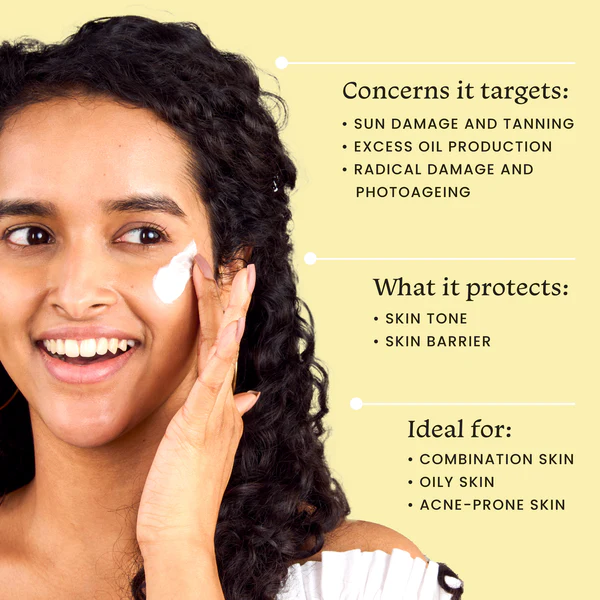 Concerns it targets:
• SUN DAMAGE AND TANNING
• EXCESS OIL PRODUCTION
• RADICAL DAMAGE AND
PHOTOAGEING
What it protects:
• SKIN TONE
• SKIN BARRIER
Ideal for:
• COMBINATION SKIN
• OILY SKIN
• ACNE-PRONE SKIN